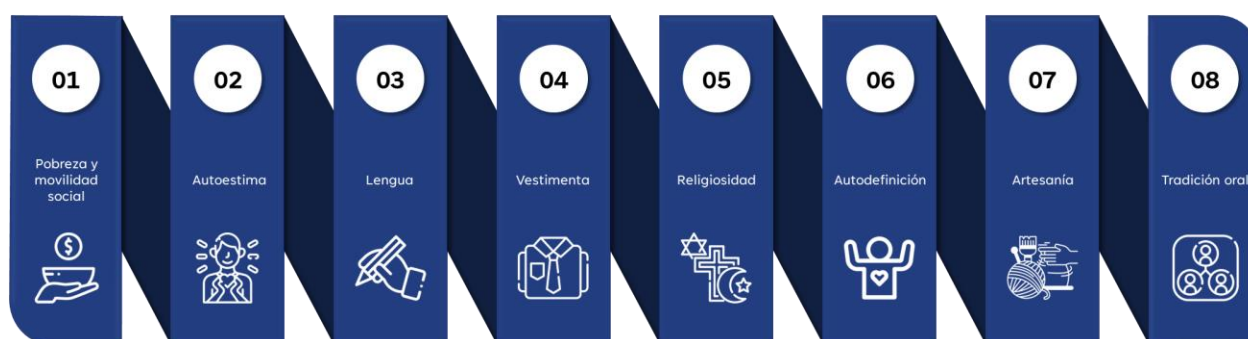 01
Pobreza y
movilidad
social
$
02
Autoestima
03
Lengua
04
Vestimenta
05
Religiosidad
06
Autodefinición
07
Artesanía
08
Tradición oral